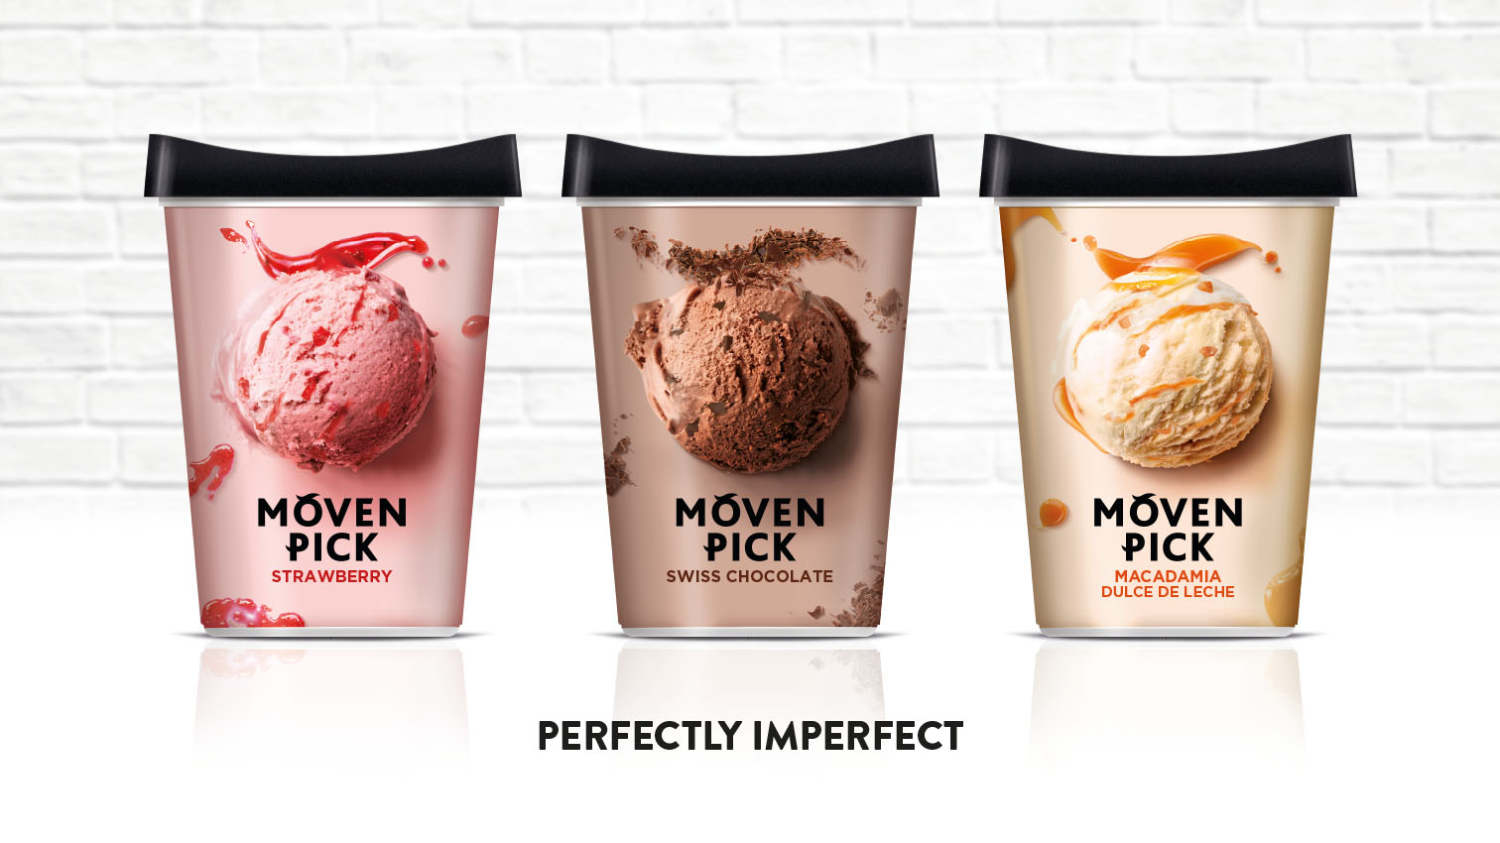 MÖVEN
PICK
STRAWBERRY
MÖVEN
PICK
SWISS CHOCOLATE
MÖVEN
PICK
MACADAMIA
DULCE DE LECHE
PERFECTLY IMPERFECT